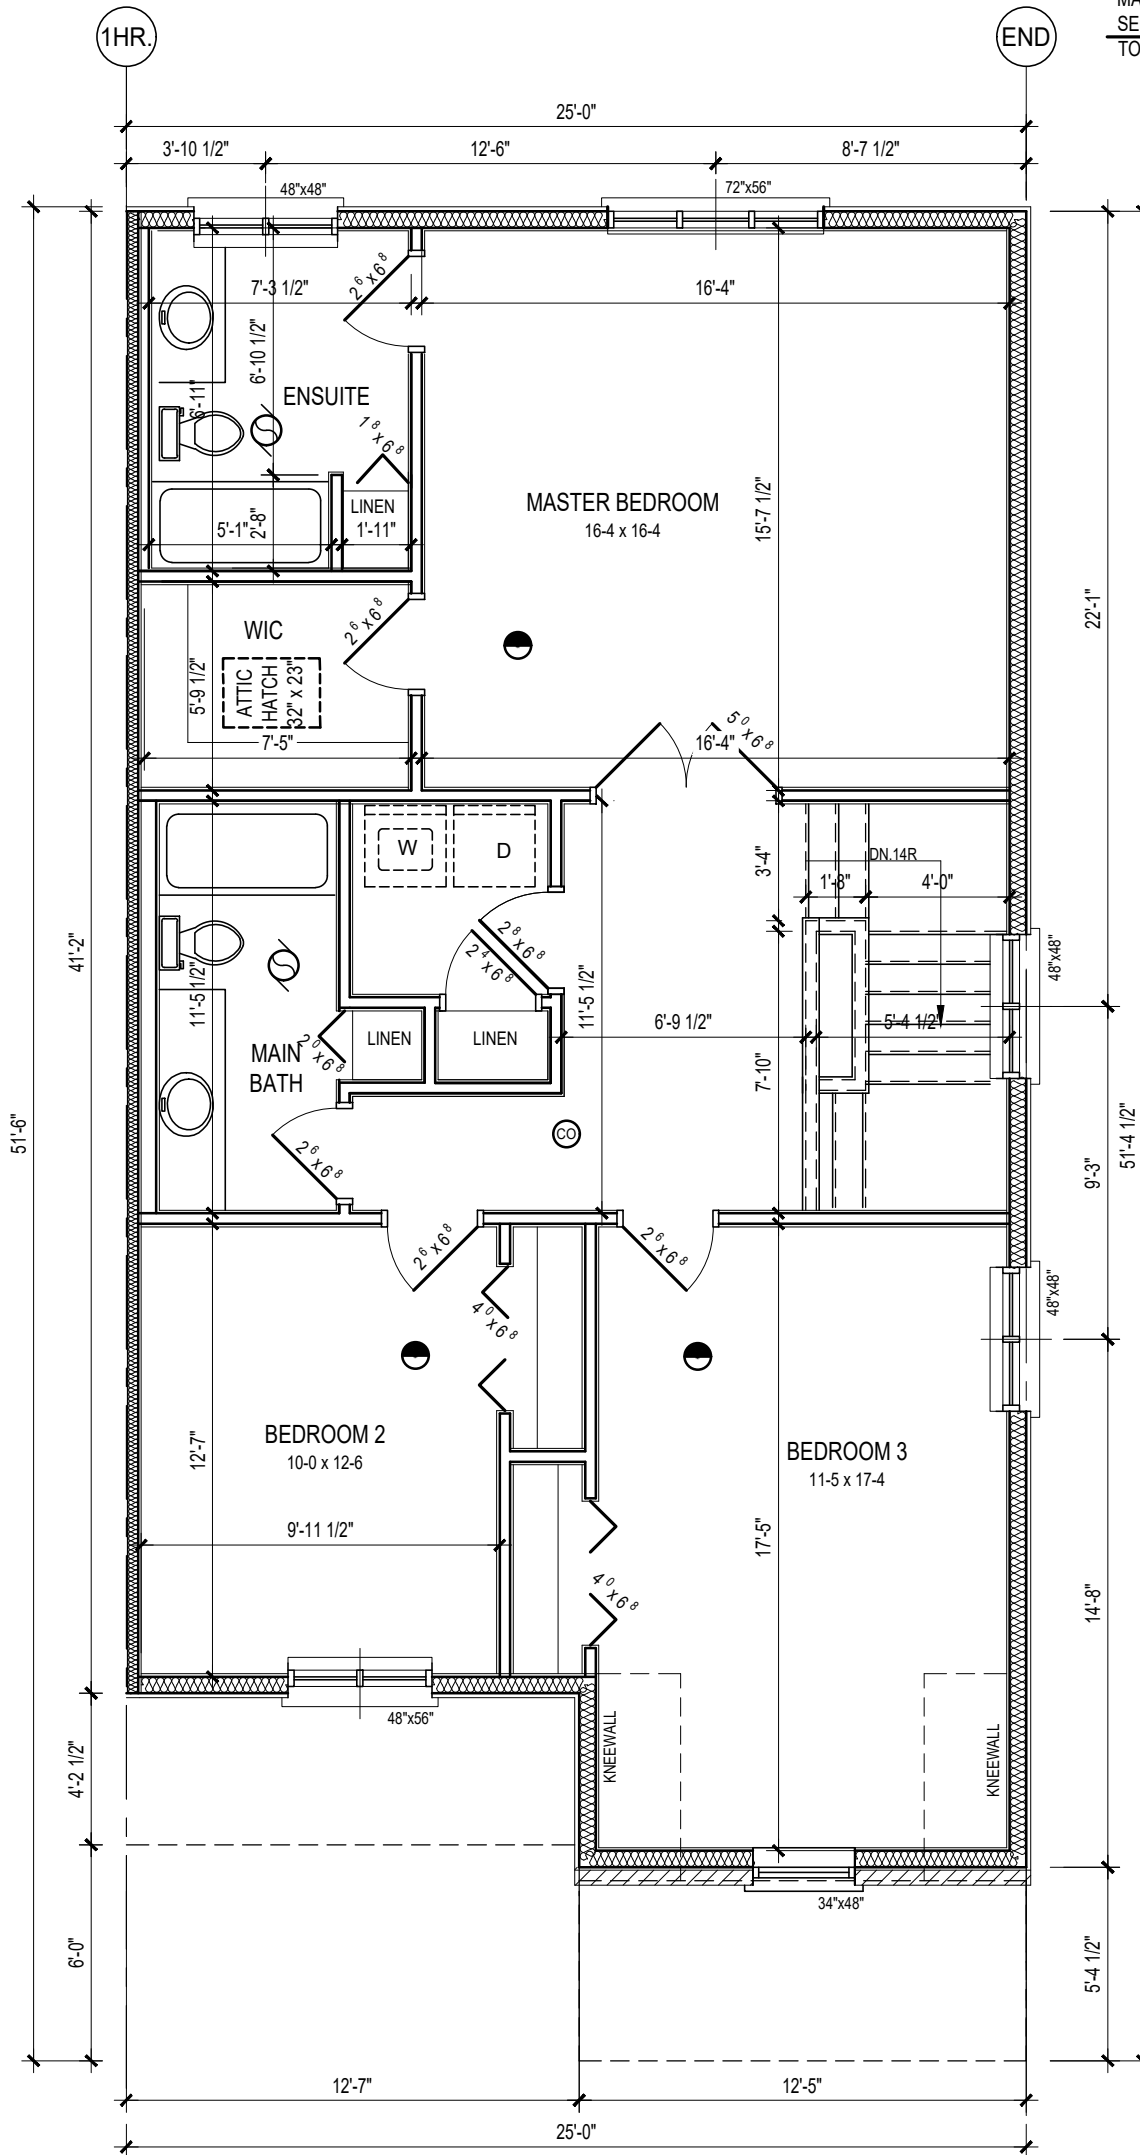 MA
SE
TO
1HR.
END
25'-0"
3'-10 1/2"
12'-6"
8'-7 1/2"
48"x48"
72"x56"
2⁶x6⁸
7'-3 1/2"
16'-4"
6'-10 1/2"
ENSUITE
1⁸x6⁸
MASTER BEDROOM
16-4 x 16-4
15'-7 1/2"
LINEN
5'-1"
2'-8"
1'-11"
22'-1"
WIC
2⁶x6⁸
ATTIC
HATCH
32" x 23"
5'-9 1/2"
7'-5"
5⁰x6⁸
16'-4"
W
D
3'-4"
DN.14R
1'-8"
4'-0"
41'-2"
2⁸x6⁸
2⁴x6⁸
48"x48"
11'-5 1/2"
11'-5 1/2"
6'-9 1/2"
5'-4 1/2"
MAIN
BATH
2⁰x6⁸
LINEN
LINEN
7'-10"
51'-6"
CO
51'-4 1/2"
9'-3"
2⁶x6⁸
2⁶x6⁸
2⁶x6⁸
48"x48"
4⁰x6⁸
BEDROOM 2
10-0 x 12-6
12'-7"
BEDROOM 3
11-5 x 17-4
9'-11 1/2"
17'-5"
4⁰x6⁸
14'-8"
48"x56"
KNEEWALL
KNEEWALL
4'-2 1/2"
34"x48"
6'-0"
5'-4 1/2"
12'-7"
12'-5"
25'-0"